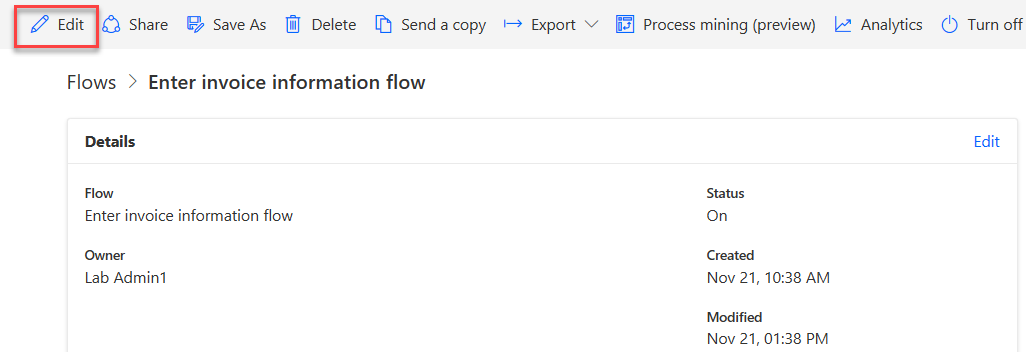 Edit Share Save As Delete Send a copy Export Process mining (preview) Analytics Turn off
Flows > Enter invoice information flow
Details Edit
Flow Status
Enter invoice information flow On
Owner Created
Lab Admin1 Nov 21, 10:38 AM
Modified
Nov 21, 01:38 PM